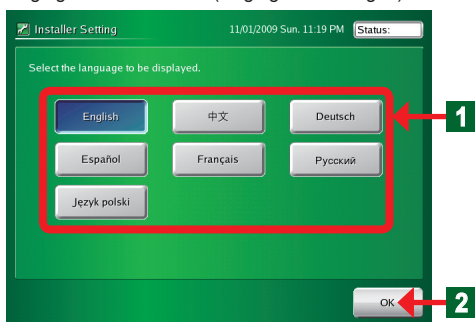 Installer Setting 11/01/2009 Sun. 11:19 PM Status:
Select the language to be displayed.
English 中文 Deutsch
Español Français Русский
Język polski
OK
1
2